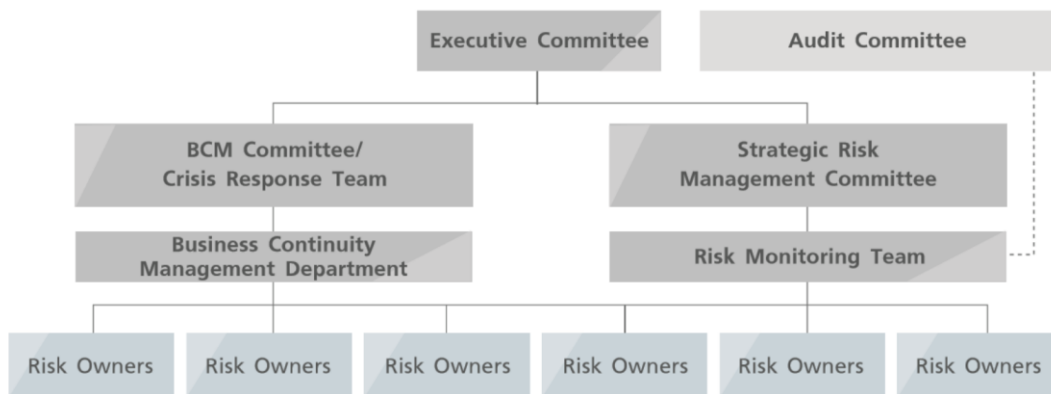 Executive Committee
Audit Committee
BCM Committee/
Crisis Response Team
Strategic Risk
Management Committee
Business Continuity
Management Department
Risk Monitoring Team
Risk Owners
Risk Owners
Risk Owners
Risk Owners
Risk Owners
Risk Owners